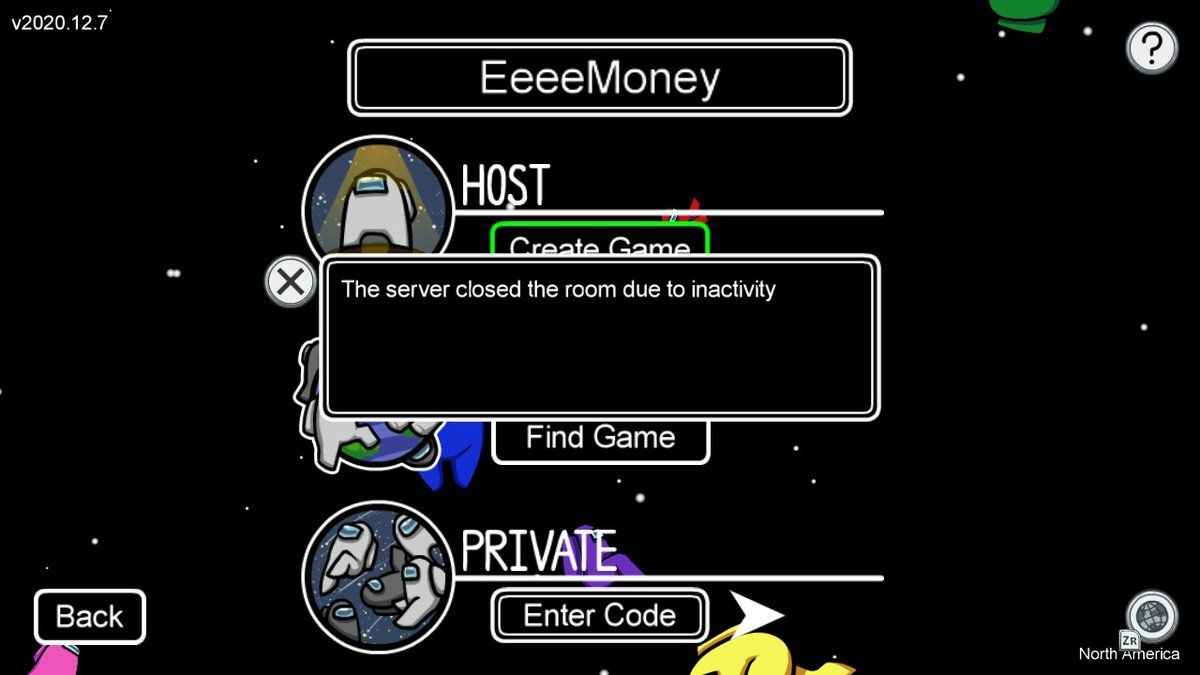 v2020.12.7
?
EeeeMoney
HOST
Create Game
The server closed the room due to inactivity
Find Game
PRIVATE
Enter Code
Back
ZR
North America